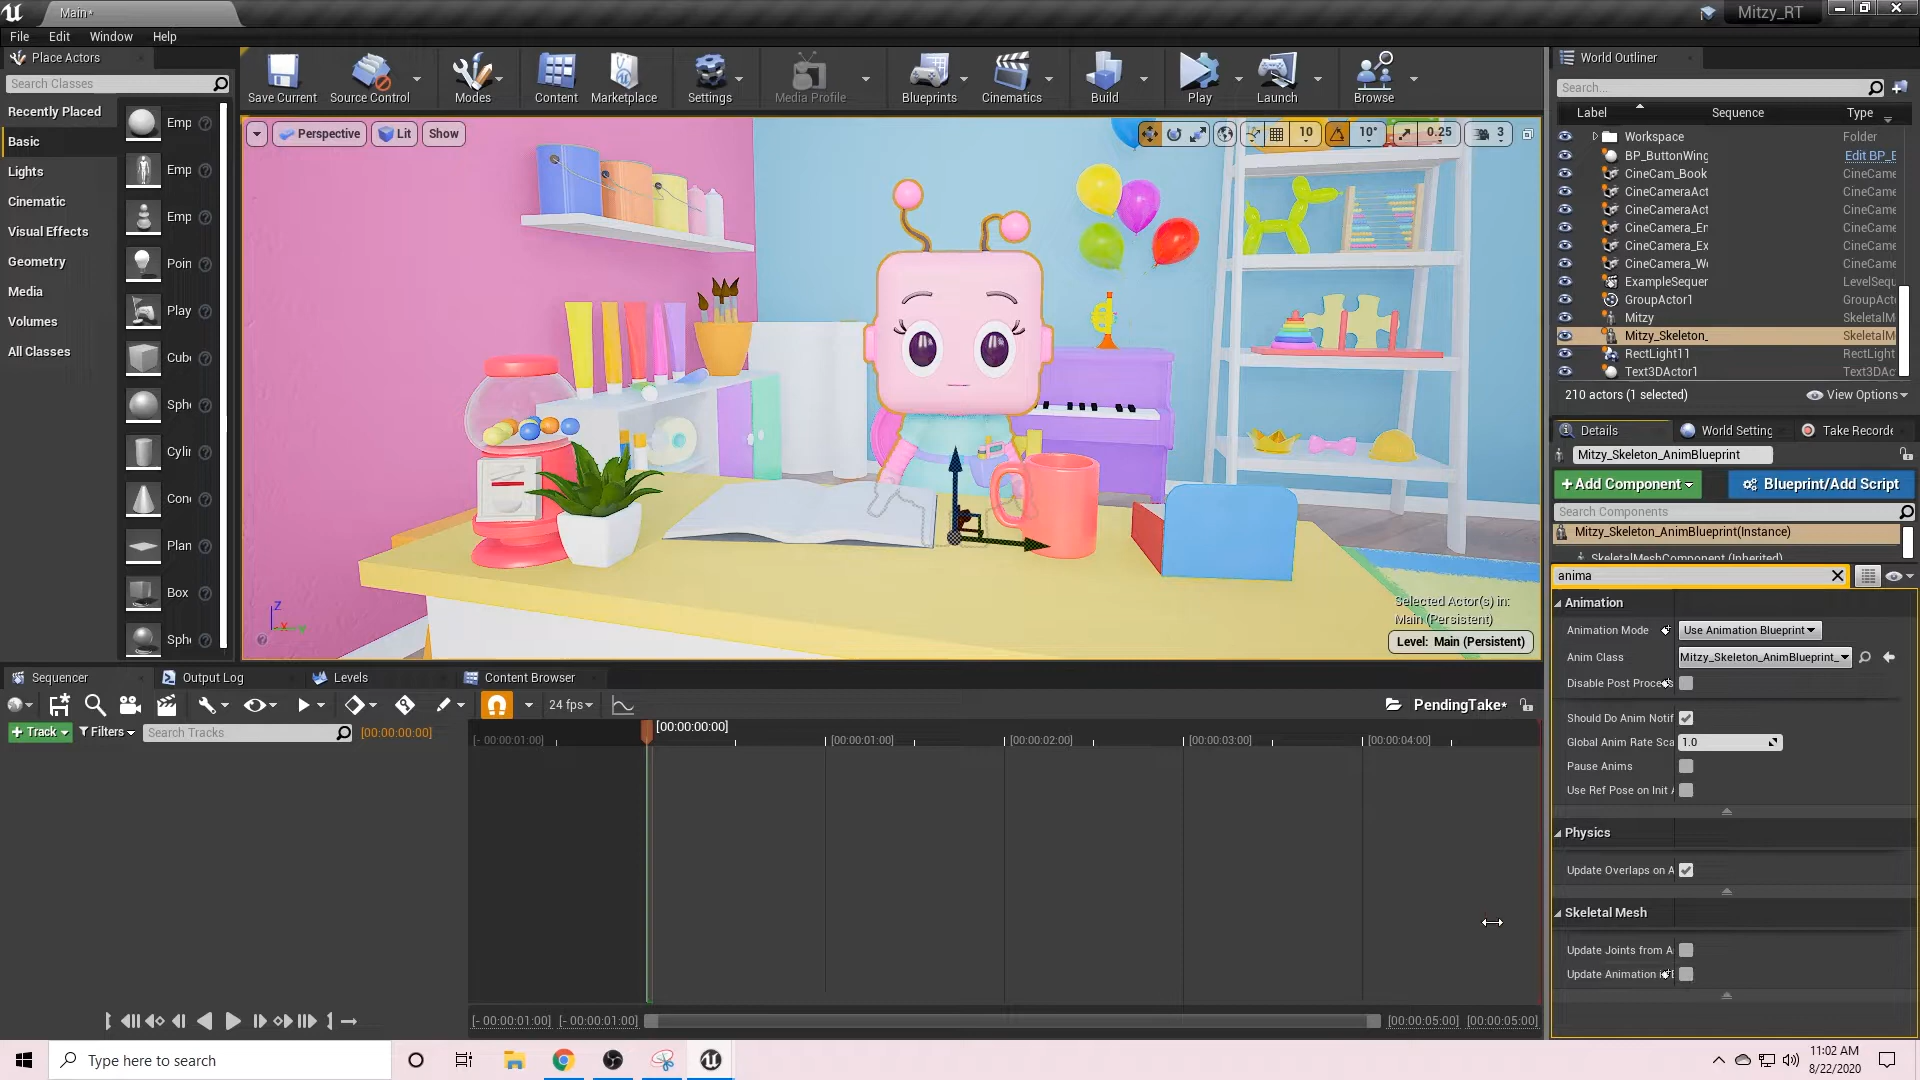 Main*
Mitzy_RT
File Edit Window Help
Place Actors
Search Classes
Recently Placed
Basic
Lights
Cinematic
Visual Effects
Geometry
Media
Volumes
All Classes
Emp
Emp
Emp
Poin
Play
Cub
Sph
Cylin
Con
Plan
Box
Sph
Save Current
Source Control
Modes
Content
Marketplace
Settings
Media Profile
Blueprints
Cinematics
Build
Play
Launch
Browse
Perspective
Lit
Show
10
10°
0.25
3
Z
X
Selected Actor(s) in:
Main (Persistent)
Level: Main (Persistent)
World Outliner
Search...
Label Sequence Type
Workspace Folder
BP_ButtonWing Edit BP_E
CineCam_Book CineCame
CineCameraAct CineCame
CineCameraAct CineCame
CineCamera_En CineCame
CineCamera_Ex CineCame
CineCamera_We CineCame
ExampleSequer LevelSequ
GroupActor1 GroupActo
Mitzy SkeletalM
Mitzy_Skeleton_ SkeletalM
RectLight11 RectLight
Text3DActor1 Text3DAc
210 actors (1 selected)
View Options
Details
World Setting
Take Recorde
Mitzy_Skeleton_AnimBlueprint
+Add Component
Blueprint/Add Script
Search Components
Mitzy_Skeleton_AnimBlueprint(Instance)
SkeletalMeshComponent (Inherited)
anima
Animation
Animation Mode Use Animation Blueprint
Anim Class Mitzy_Skeleton_AnimBlueprint_
Disable Post Proces
Should Do Anim Notif
Global Anim Rate Sca 1.0
Pause Anims
Use Ref Pose on Init A
Physics
Update Overlaps on A
Skeletal Mesh
Update Joints from A
Update Animation
Sequencer
Output Log
Levels
Content Browser
24 fps
PendingTake*
+ Track
Filters
Search Tracks
[00:00:00:00]
[00:00:00:00]
[- 00:00:01:00]
[00:00:01:00]
[00:00:02:00]
[00:00:03:00]
[00:00:04:00]
[- 00:00:01:00] [- 00:00:01:00]
[00:00:05:00] [00:00:05:00]
Type here to search
11:02 AM
8/22/2020